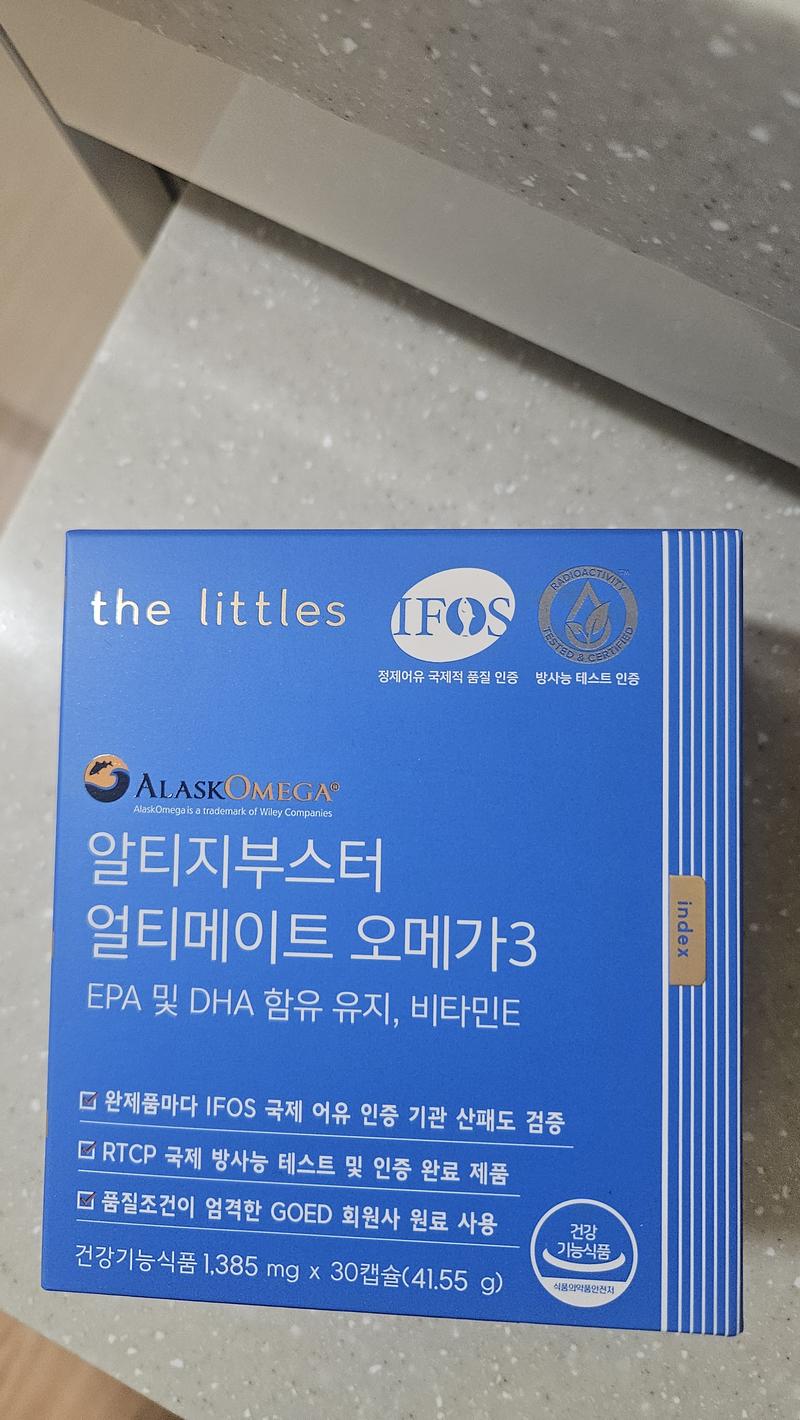 the littles
IFOS
정제어유 국제적 품질 인증
RADIOACTIVITY
TESTED & CERTIFIED
방사능 테스트 인증
ALASKOMEGA®
AlaskOmega is a trademark of Wiley Companies
알티지부스터
얼티메이트 오메가3
EPA 및 DHA 함유 유지, 비타민E
index
완제품마다 IFOS 국제 어유 인증 기관 산패도 검증
RTCP 국제 방사능 테스트 및 인증 완료 제품
품질조건이 엄격한 GOED 회원사 원료 사용
건강기능식품 1,385 mg x 30캡슐(41.55 g)
건강
기능식품
식품의약품안전처